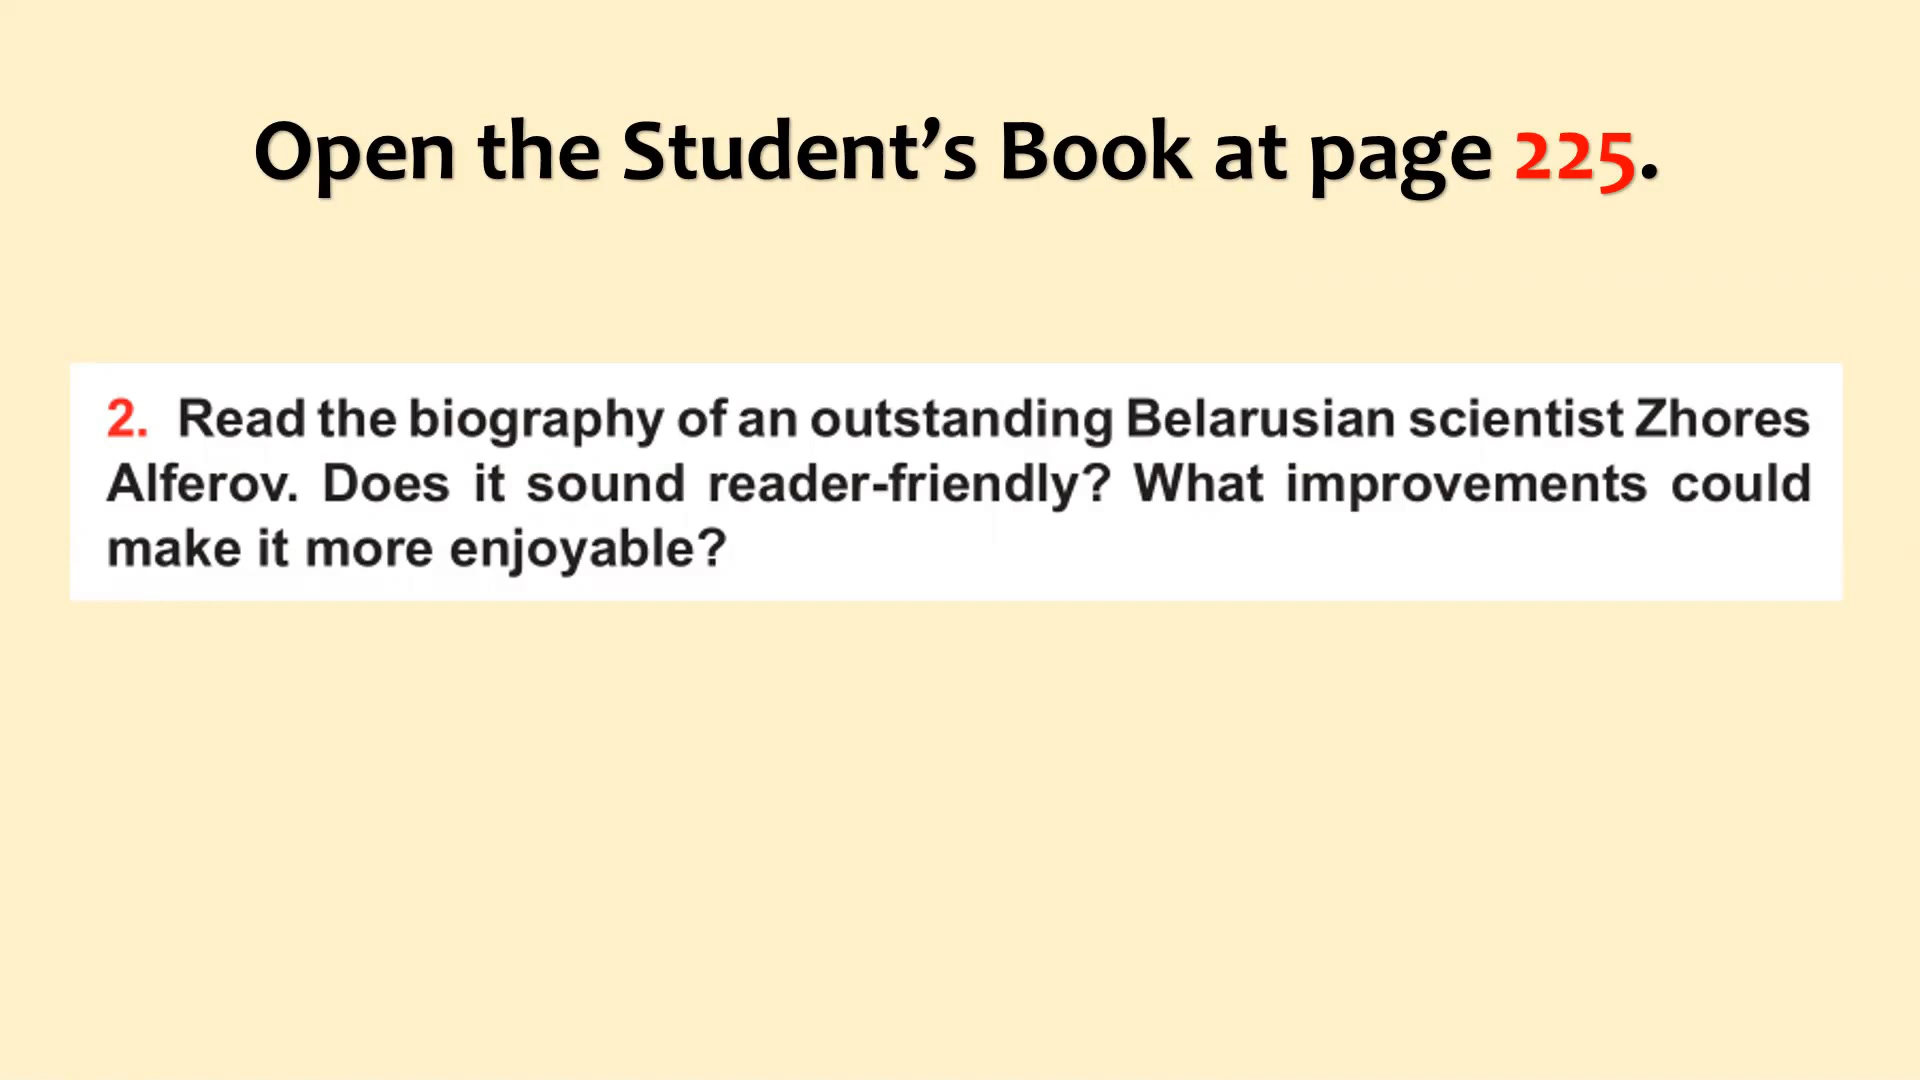 Open the Student’s Book at page 225.
2. Read the biography of an outstanding Belarusian scientist Zhores
Alferov. Does it sound reader-friendly? What improvements could
make it more enjoyable?